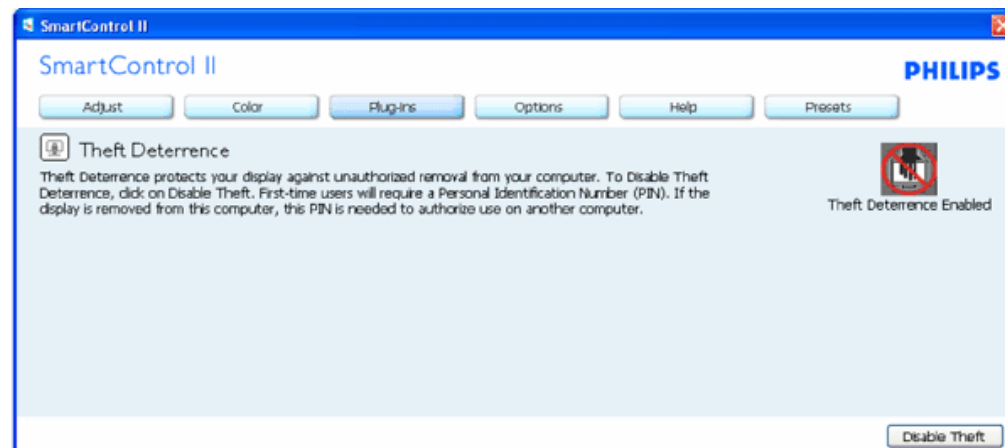 SmartControl II
SmartControl II
PHILIPS
Adjust Color Plug-Ins Options Help Presets
Theft Deterrence
Theft Deterrence protects your display against unauthorized removal from your computer. To Disable Theft
Deterrence, click on Disable Theft. First-time users will require a Personal Identification Number (PIN). If the
display is removed from this computer, this PIN is needed to authorize use on another computer.
Theft Deterrence Enabled
Disable Theft